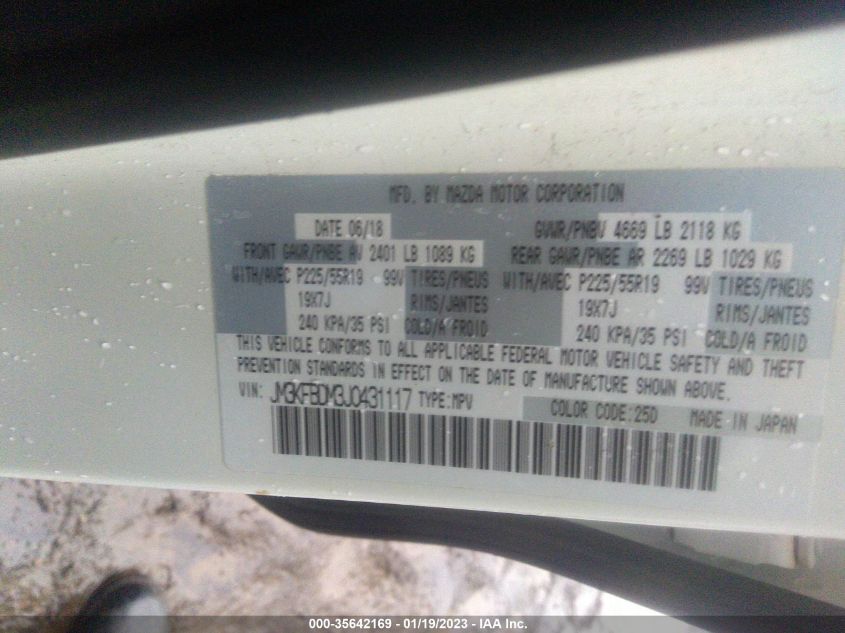 MFD. BY MAZDA MOTOR CORPORATION
DATE 06/18 GVWR/PNBV 4669 LB 2118 KG
FRONT GAWR/PNBE AV 2401 LB 1089 KG REAR GAWR/PNBE AR 2269 LB 1029 KG
WITH/AVEC P225/55R19 99V TIRES/PNEUS WITH/AVEC P225/55R19 99V TIRES/PNEUS
19X7J RIMS/JANTES 19X7J RIMS/JANTES
240 KPA/35 PSI COLD/A FROID 240 KPA/35 PSI COLD/A FROID
THIS VEHICLE CONFORMS TO ALL APPLICABLE FEDERAL MOTOR VEHICLE SAFETY AND THEFT
PREVENTION STANDARDS IN EFFECT ON THE DATE OF MANUFACTURE SHOWN ABOVE.
VIN: JM3KFBDM3J0431117 TYPE:MPV COLOR CODE:25D MADE IN JAPAN
000-35642169 - 01/19/2023 - IAA Inc.